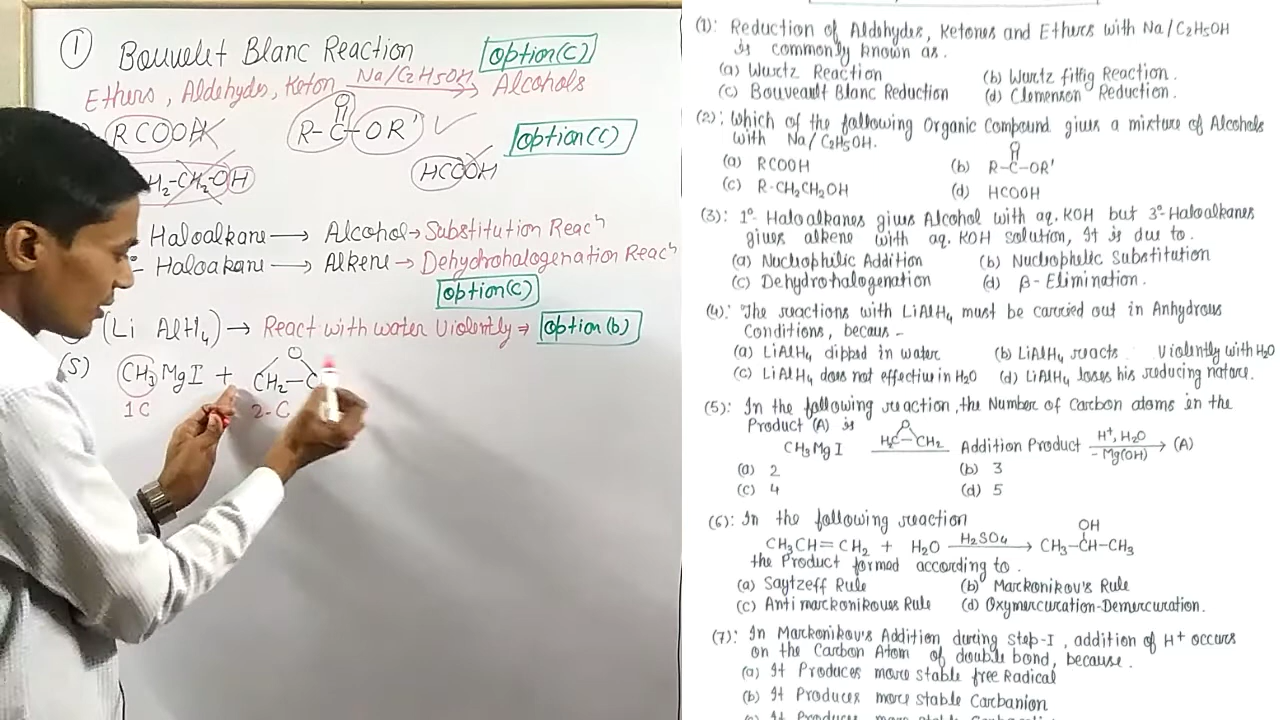 1 Bouvelet Blanc Reaction Option(C)
Ethers, Aldehydes, Keton Na/C2H5OH Alcohols
RCOOH R-C-OR' O Option(C)
H2-CH2-OH HCOOH
Haloalkane → Alcohol → Substitution Reacn
Haloakane → Alkene → Dehydrohalogenation Reacn
Option(C)
(Li AlH4) → React with water Violently ⇒ Option(b)
(5) CH3 MgI + CH2-C O
1C 2-C
(1): Reduction of Aldehydes, Ketones and Ethers with Na/C2H5OH
is commonly known as.
(a) Wurtz Reaction (b) Wurtz fittig Reaction.
(c) Bouveault Blanc Reduction (d) Clemenson Reduction.
(2): Which of the following Organic Compound gives a mixture of Alcohols
with Na/C2H5OH.
(a) RCOOH (b) R-C-OR' O
(c) R-CH2CH2OH (d) HCOOH
(3): 1°-Haloalkanes gives Alcohol with aq. KOH but 3°-Haloalkanes
gives alkene with aq. KOH solution, It is due to.
(a) Nucleophilic Addition (b) Nucleophelic Substitution
(c) Dehydrohalogenation (d) β-Elimination.
(4): The reactions with LiAlH4 must be carried out in Anhydrous
Conditions, becaus -
(a) LiAlH4 dipped in water (b) LiAlH4 reacts Violently with H2O
(c) LiAlH4 does not effective in H2O (d) LiAlH4 loses his reducing nature.
(5): In the following reaction, the Number of Carbon atoms in the
Product (A) is
CH3MgI H2C-CH2 O Addition Product H+, H2O -Mg(OH) → (A)
(a) 2 (b) 3
(c) 4 (d) 5
(6): In the following reaction
CH3CH=CH2 + H2O H2SO4 → CH3-CH-CH3 OH
the Product formed according to.
(a) Saytzeff Rule (b) Marckonikov's Rule
(c) Anti marckonikoves Rule (d) Oxymercuration-Demercuration.
(7): In Marckonikov's Addition during Step-I, addition of H+ occurs
on the Carbon Atom of double bond, because.
(a) It Produces more stable free Radical
(b) It Produces more stable Carbanion